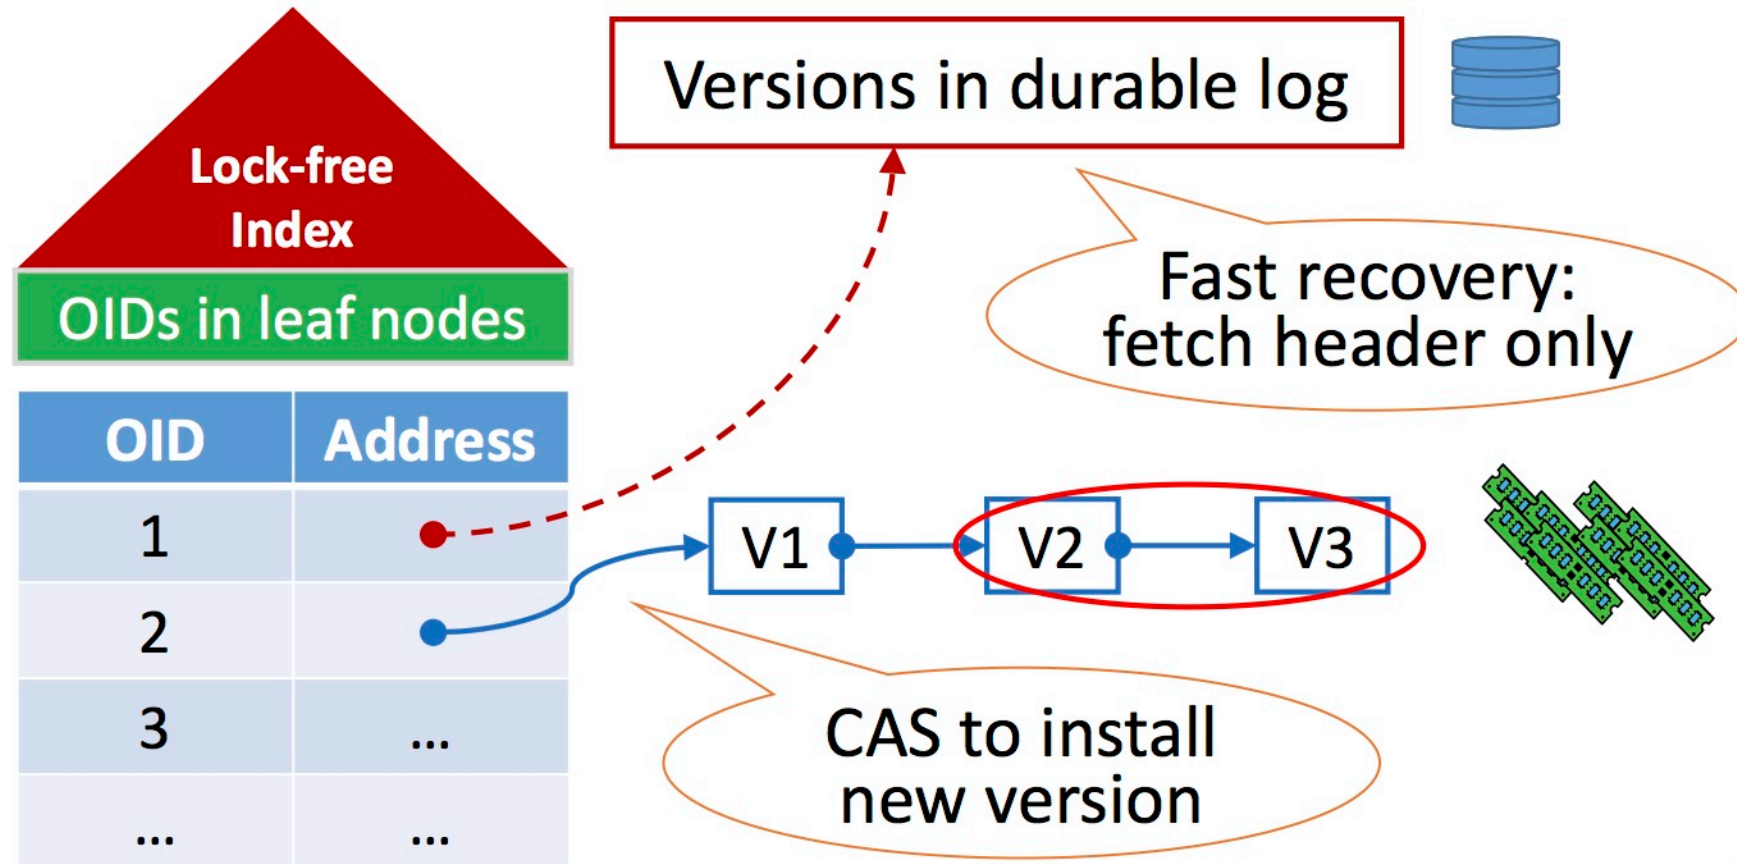 Lock-free
Index
OIDs in leaf nodes
Versions in durable log
Fast recovery:
fetch header only
OID Address
1
2
3 ...
... ...
V1 V2 V3
CAS to install
new version